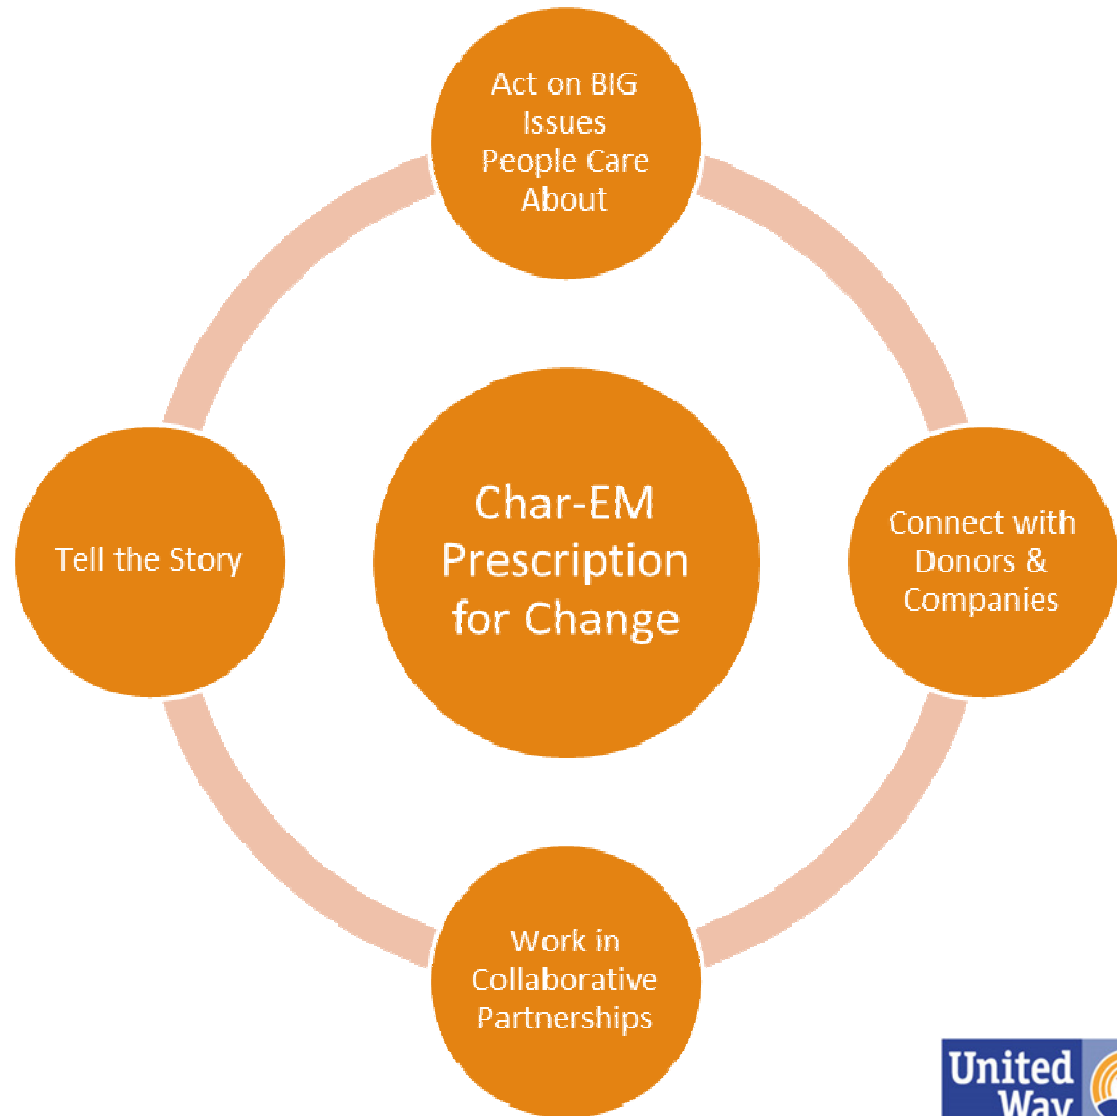 Act on BIG
Issues
People Care
About
Tell the Story
Char-EM
Prescription
for Change
Connect with
Donors &
Companies
Work in
Collaborative
Partnerships
United
Way